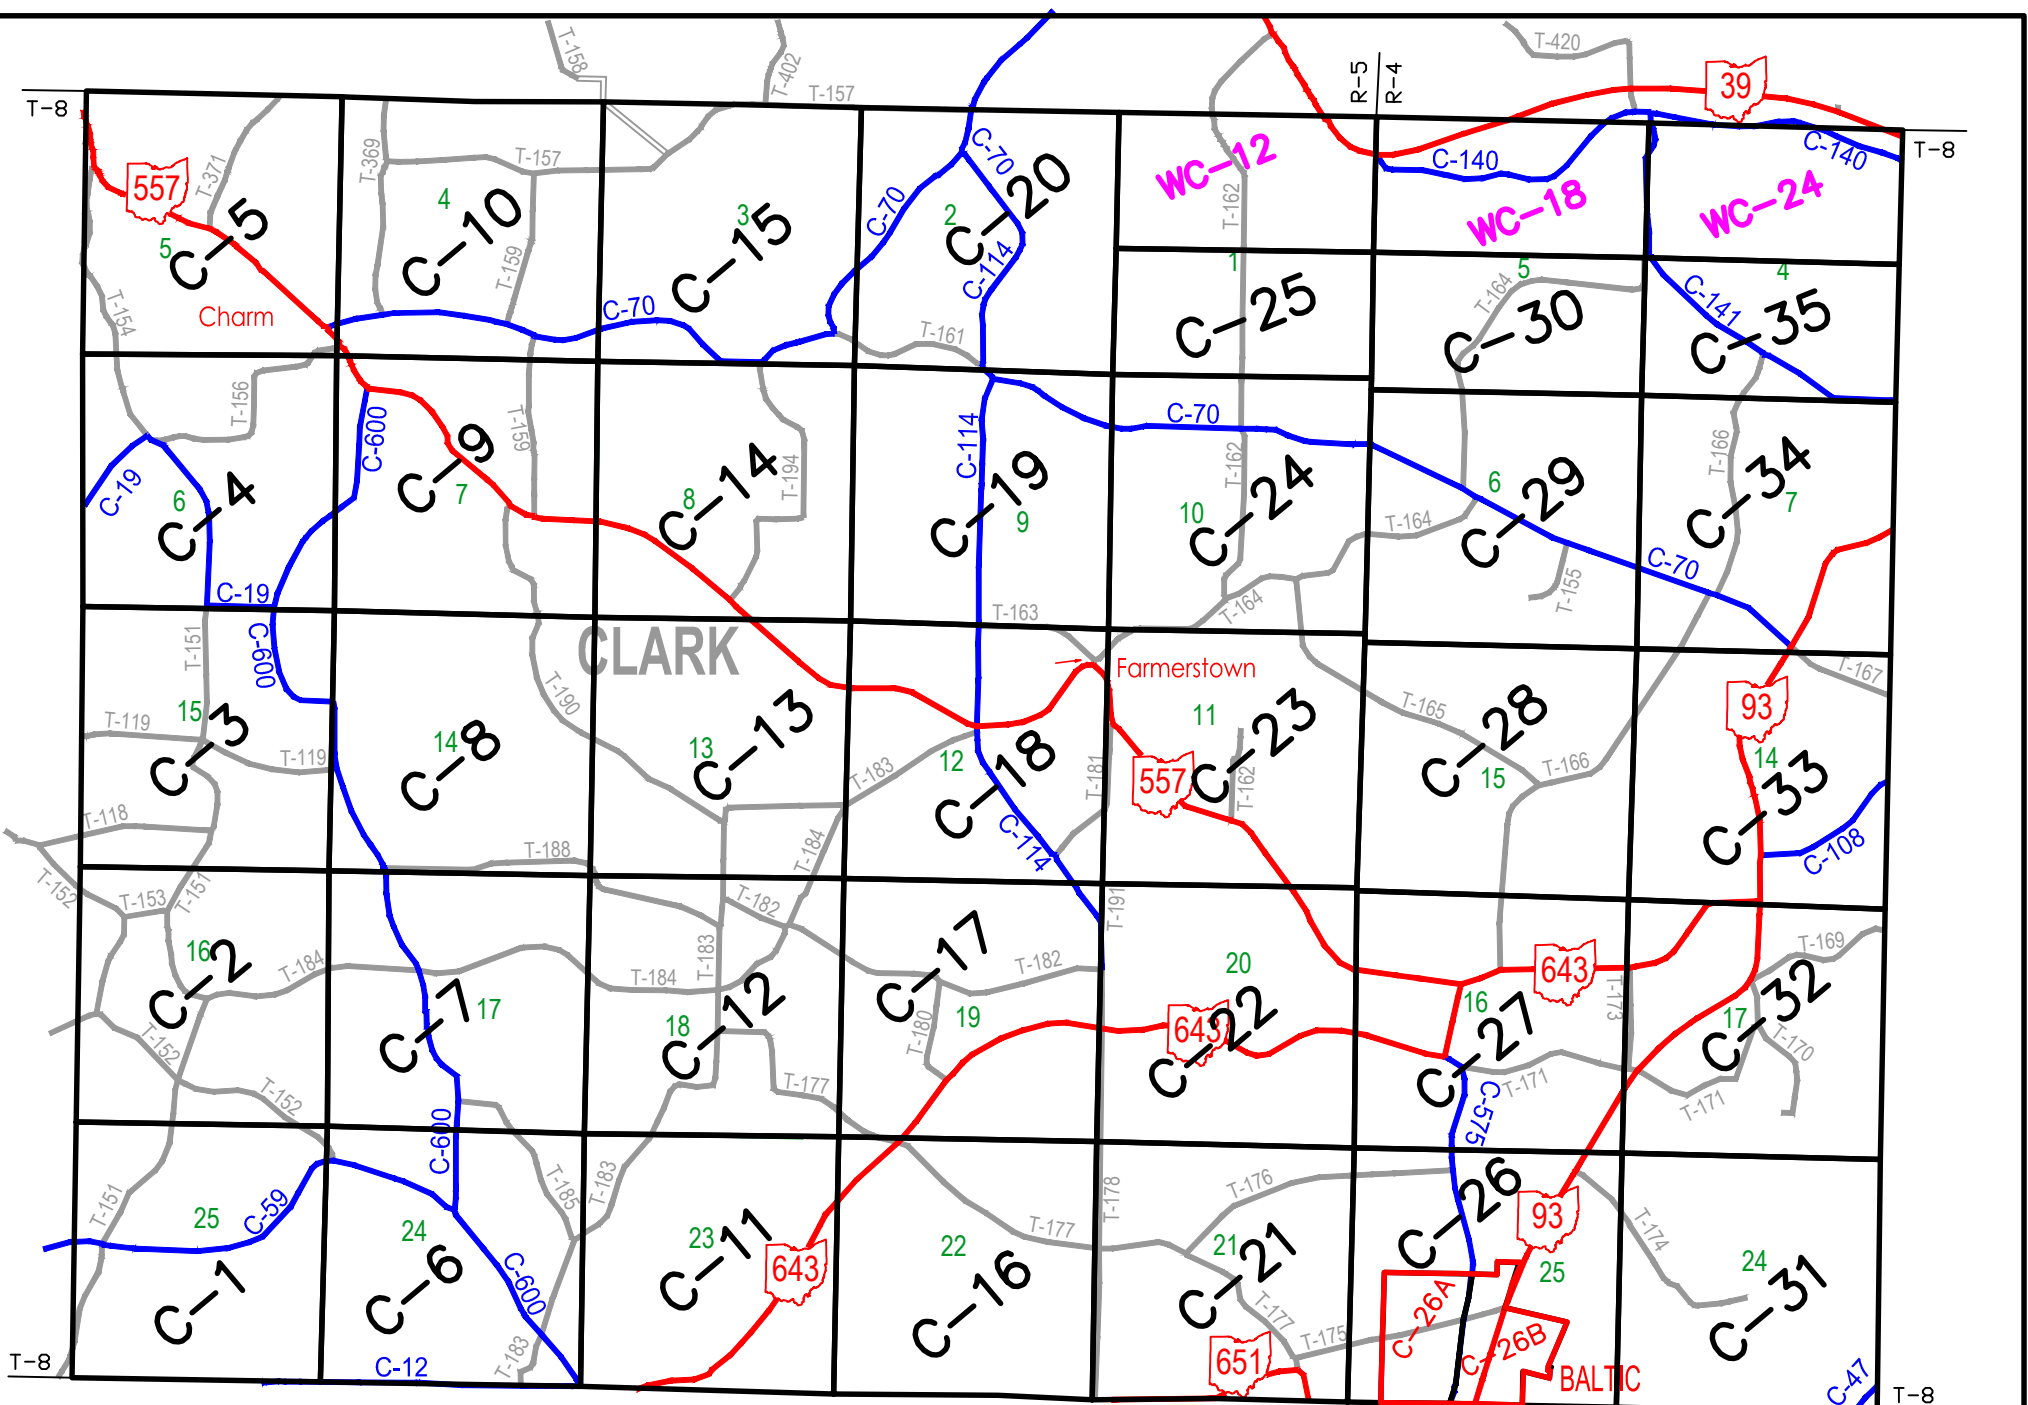 T-158
T-402
T-157
T-420
R-5
R-4
39
T-8
T-8
557
T-371
T-369
T-157
C-70
C-70
C-20
WC-12
T-162
C-140
WC-18
WC-24
C-140
4
3
2
5
C-5
C-10
C-15
T-159
C-114
1
5
4
Charm
T-154
C-70
T-161
C-25
T-164
C-30
C-141
C-35
T-156
C-600
T-159
C-114
C-70
C-19
6
C-4
C-9
7
8
C-14
T-194
C-19
9
10
T-162
C-24
T-164
6
C-29
T-166
C-34
7
C-19
C-70
T-155
T-151
C-600
CLARK
T-163
T-164
Farmerstown
T-167
T-190
93
T-119
15
C-3
T-119
14
C-8
13
C-13
T-183
12
C-18
T-181
557
11
C-23
T-162
T-165
C-28
15
T-166
14
C-33
T-118
T-188
T-184
C-114
C-108
T-152
T-153
T-151
T-182
T-191
16
C-2
T-184
T-184
T-183
C-17
T-182
20
643
T-169
C-7
17
18
C-12
T-180
19
643
C-22
16
C-27
T-173
17
C-32
T-170
T-152
T-152
T-177
T-171
T-171
C-600
C-575
T-151
C-59
25
C-1
24
C-6
T-185
T-183
C-600
23
C-11
643
22
C-16
T-177
T-178
T-176
21
C-21
T-177
C-26
93
25
T-174
24
C-31
T-8
C-12
T-183
651
T-175
C-26A
C-26B
BALTIC
C-47
T-8